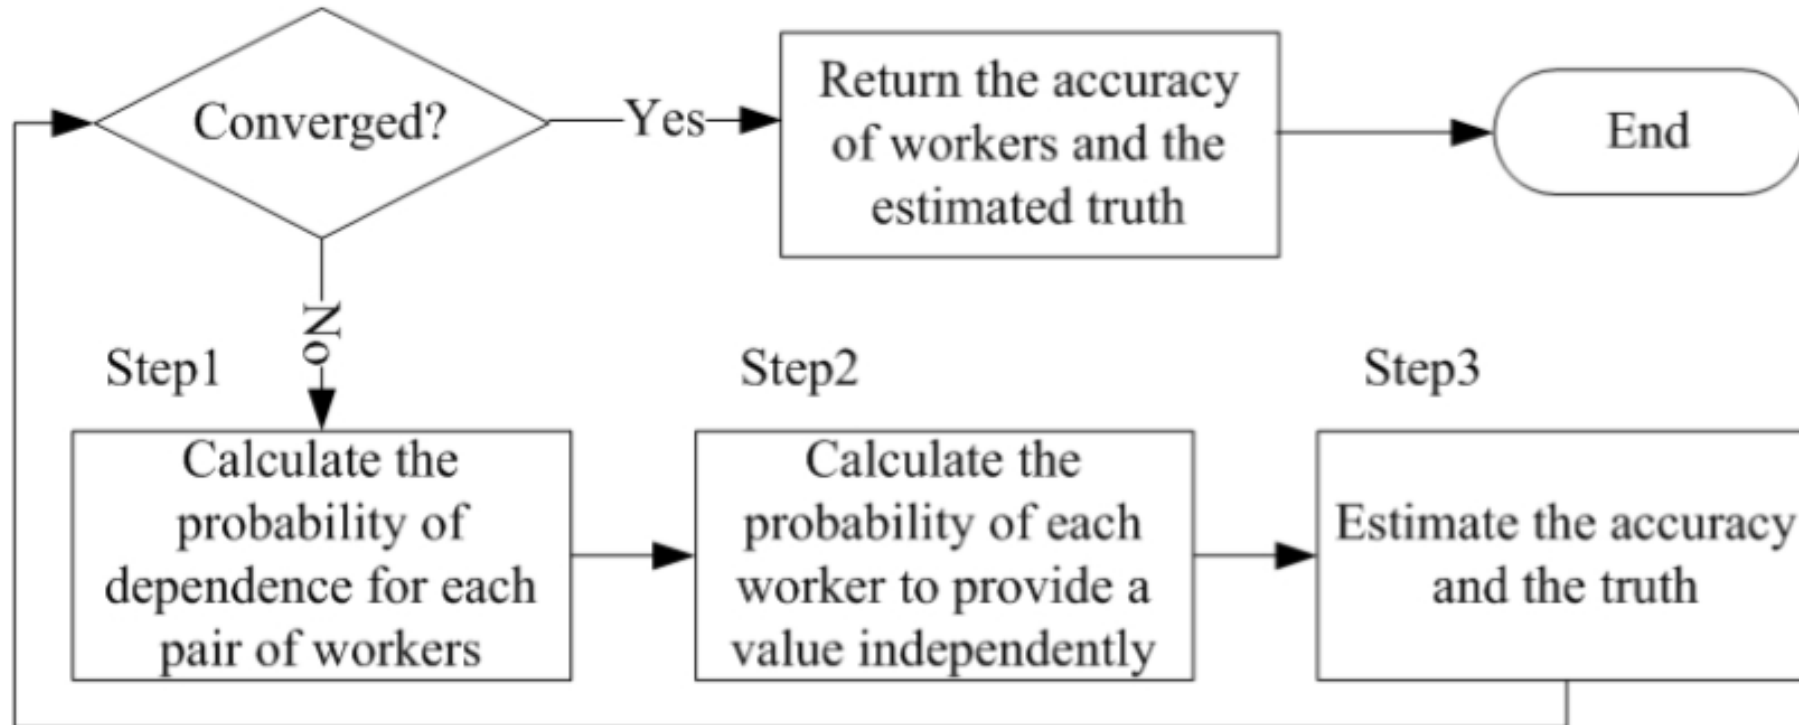 Converged?
Yes
Return the accuracy
of workers and the
estimated truth
End
No
Step1
Step2
Step3
Calculate the
probability of
dependence for each
pair of workers
Calculate the
probability of each
worker to provide a
value independently
Estimate the accuracy
and the truth